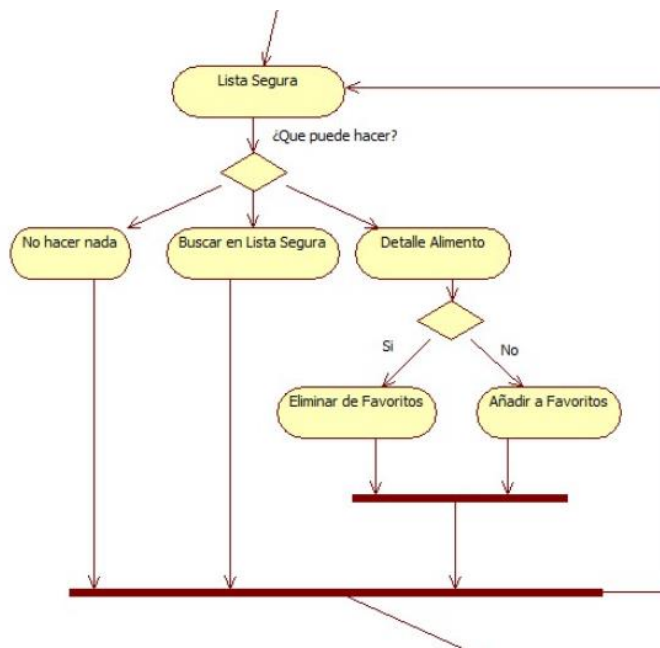 Lista Segura
¿Que puede hacer?
No hacer nada
Buscar en Lista Segura
Detalle Alimento
Si
No
Eliminar de Favoritos
Añadir a Favoritos